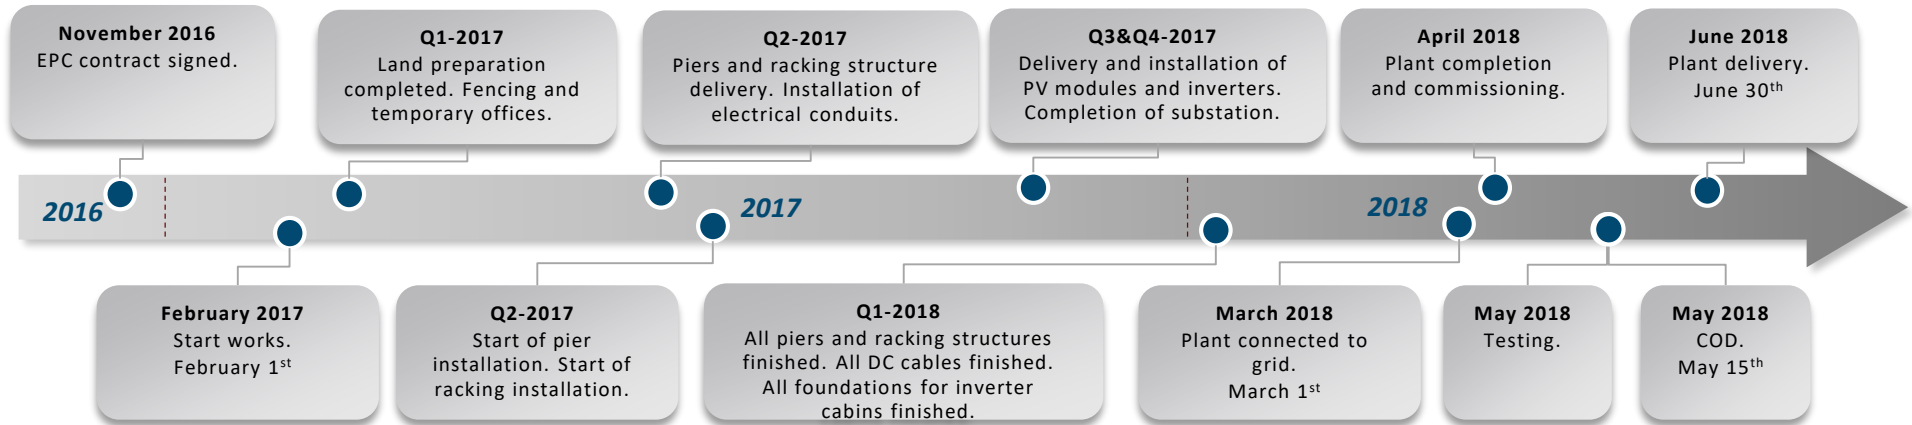 November 2016
EPC contract signed.
Q1-2017
Land preparation
completed. Fencing and
temporary offices.
Q2-2017
Piers and racking structure
delivery. Installation of
electrical conduits.
Q3&Q4-2017
Delivery and installation of
PV modules and inverters.
Completion of substation.
April 2018
Plant completion
and commissioning.
June 2018
Plant delivery.
June 30th
2016
2017
2018
February 2017
Start works.
February 1st
Q2-2017
Start of pier
installation. Start of
racking installation.
Q1-2018
All piers and racking structures
finished. All DC cables finished.
All foundations for inverter
cabins finished.
March 2018
Plant connected to
grid.
March 1st
May 2018
Testing.
May 2018
COD.
May 15th